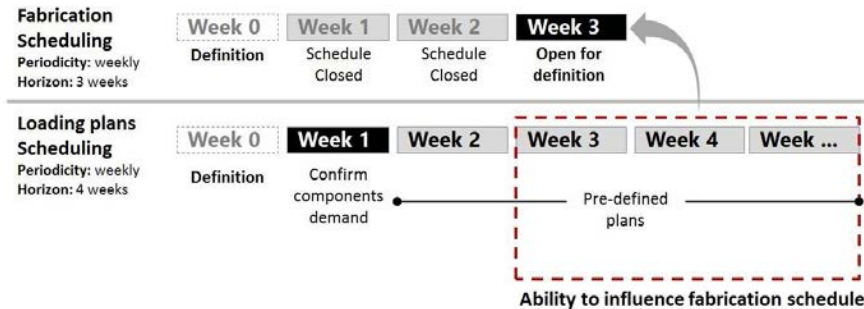 Fabrication
Scheduling
Periodicity: weekly
Horizon: 3 weeks
Week 0
Week 1
Week 2
Week 3
Definition
Schedule
Closed
Schedule
Closed
Open for
definition
Loading plans
Scheduling
Periodicity: weekly
Horizon: 4 weeks
Week 0
Week 1
Week 2
Week 3
Week 4
Week ...
Definition
Confirm
components
demand
Pre-defined
plans
Ability to influence fabrication schedule